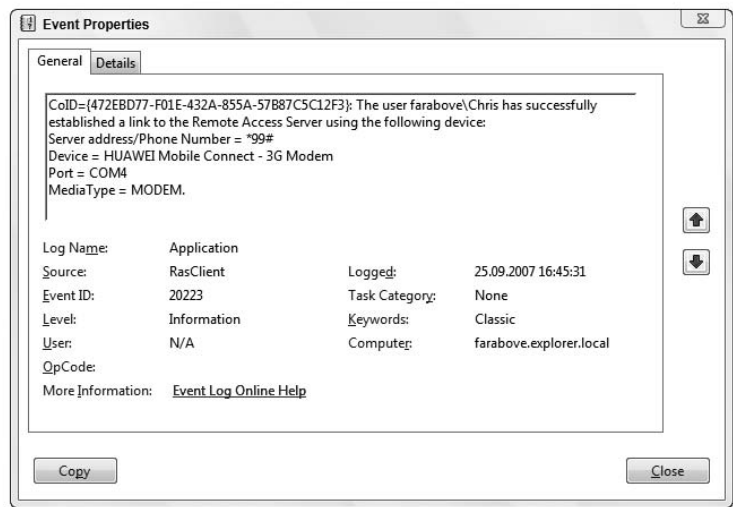 Event Properties
General Details
CoID={472EBD77-F01E-432A-855A-57B87C5C12F3}: The user farabove\Chris has successfully
established a link to the Remote Access Server using the following device:
Server address/Phone Number = *99#
Device = HUAWEI Mobile Connect - 3G Modem
Port = COM4
MediaType = MODEM.
Log Name: Application
Source: RasClient Logged: 25.09.2007 16:45:31
Event ID: 20223 Task Category: None
Level: Information Keywords: Classic
User: N/A Computer: farabove.explorer.local
OpCode:
More Information: Event Log Online Help
Copy Close